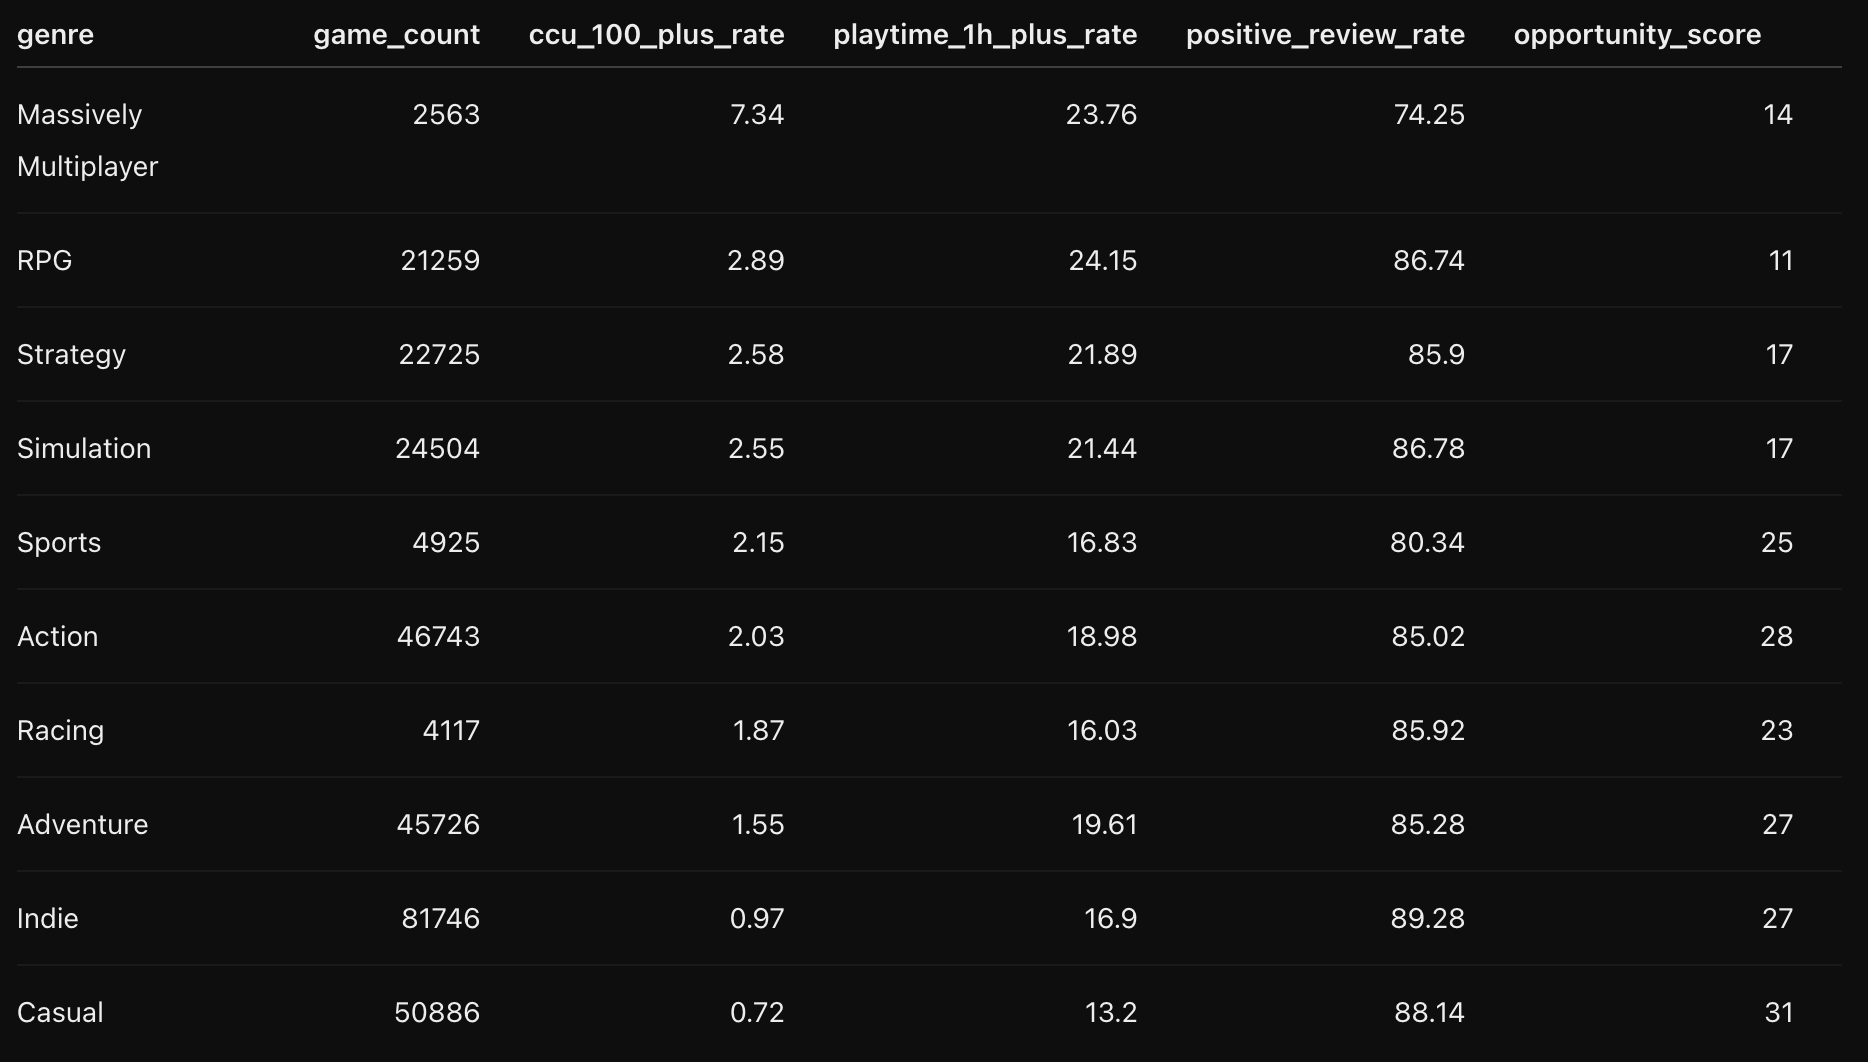 genre game_count ccu_100_plus_rate playtime_1h_plus_rate positive_review_rate opportunity_score
Massively Multiplayer 2563 7.34 23.76 74.25 14
RPG 21259 2.89 24.15 86.74 11
Strategy 22725 2.58 21.89 85.9 17
Simulation 24504 2.55 21.44 86.78 17
Sports 4925 2.15 16.83 80.34 25
Action 46743 2.03 18.98 85.02 28
Racing 4117 1.87 16.03 85.92 23
Adventure 45726 1.55 19.61 85.28 27
Indie 81746 0.97 16.9 89.28 27
Casual 50886 0.72 13.2 88.14 31